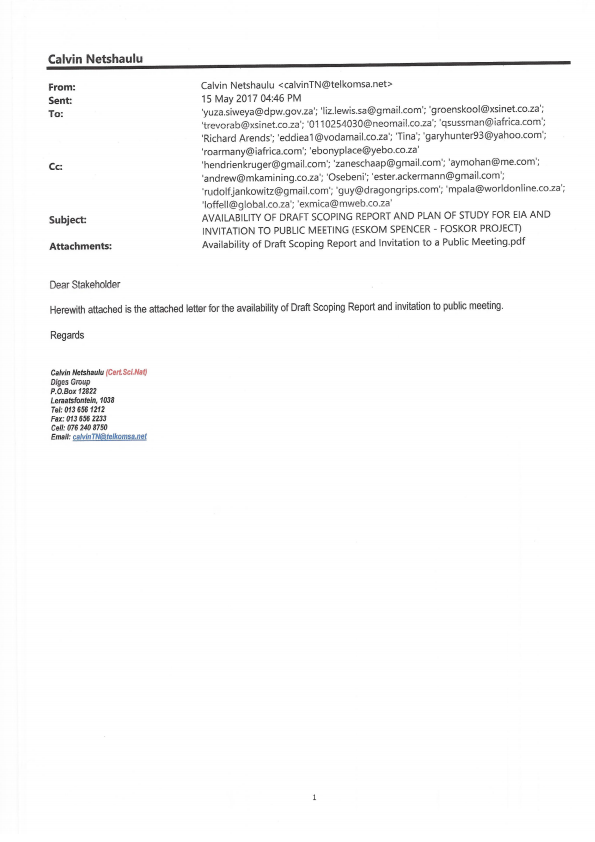 Calvin Netshaulu
From: Calvin Netshaulu <calvinTN@telkomsa.net>
Sent: 15 May 2017 04:46 PM
To: 'yuza.siweya@dpw.gov.za'; 'liz.lewis.sa@gmail.com'; 'groenskool@xsinet.co.za';
'trevorab@xsinet.co.za'; '0110254030@neomail.co.za'; 'qsussman@iafrica.com';
'Richard Arends'; 'eddiea1@vodamail.co.za'; 'Tina'; 'garyhunter93@yahoo.com';
'roarmany@iafrica.com'; 'ebonyplace@yebo.co.za'
Cc: 'hendrienkruger@gmail.com'; 'zaneschaap@gmail.com'; 'aymohan@me.com';
'andrew@mkamining.co.za'; 'Osebeni'; 'ester.ackermann@gmail.com';
'rudolf.jankowitz@gmail.com'; 'guy@dragongrips.com'; 'mpala@worldonline.co.za';
'loffell@global.co.za'; 'exmica@mweb.co.za'
Subject: AVAILABILITY OF DRAFT SCOPING REPORT AND PLAN OF STUDY FOR EIA AND
INVITATION TO PUBLIC MEETING (ESKOM SPENCER - FOSKOR PROJECT)
Attachments: Availability of Draft Scoping Report and Invitation to a Public Meeting.pdf
Dear Stakeholder
Herewith attached is the attached letter for the availability of Draft Scoping Report and invitation to public meeting.
Regards
Calvin Netshaulu (Cert.Sci.Nat)
Diges Group
P.O.Box 12822
Leraatsfontein, 1038
Tel: 013 656 1212
Fax: 013 656 2233
Cell: 076 240 8750
Email: calvinTN@telkomsa.net
1